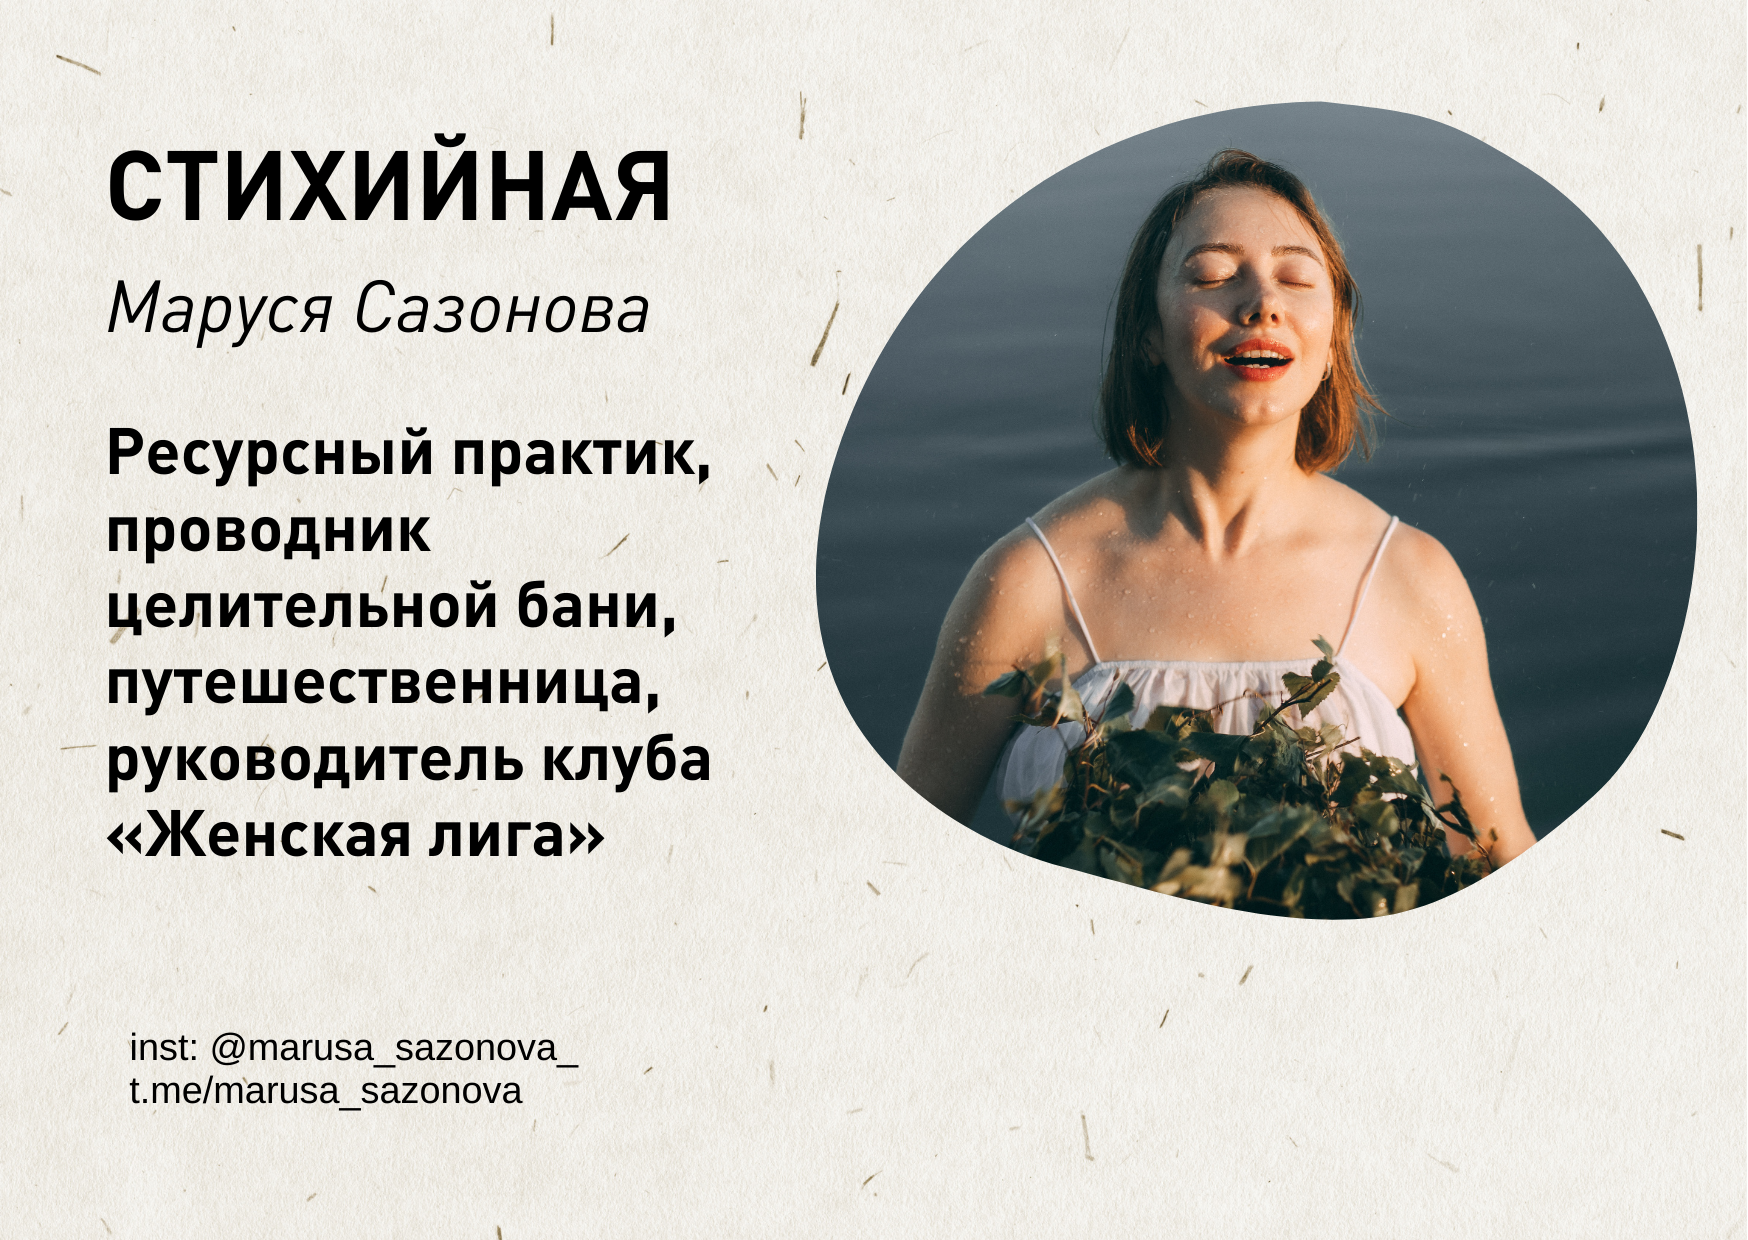 СТИХИЙНАЯ
Маруся Сазонова
Ресурсный практик,
проводник
целительной бани,
путешественница,
руководитель клуба
«Женская лига»
inst: @marusa_sazonova_
t.me/marusa_sazonova